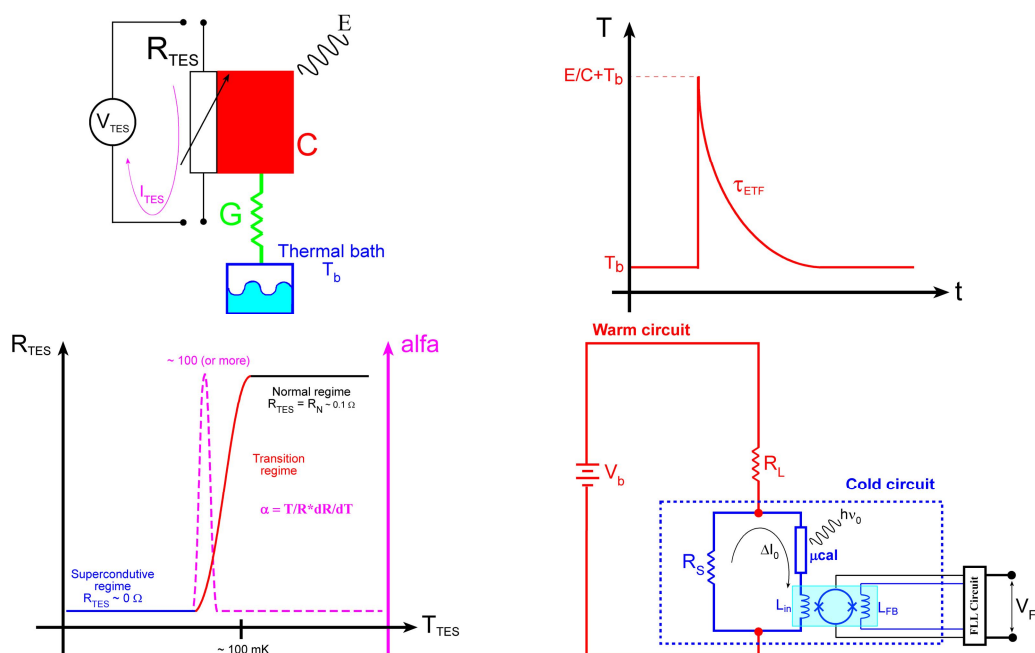 E
R_TES
V_TES
I_TES
C
G
Thermal bath
T_b
T
E/C+T_b
τ_ETF
T_b
t
R_TES
alfa
~ 100 (or more)
Normal regime
R_TES = R_N ~ 0.1 Ω
Transition
regime
α = T/R*dR/dT
Supercondutive
regime
R_TES ~ 0 Ω
T_TES
~ 100 mK
Warm circuit
V_b
R_L
Cold circuit
hν_0
R_S
ΔI_0
μcal
L_in
L_FB
FLL Circuit
V_F